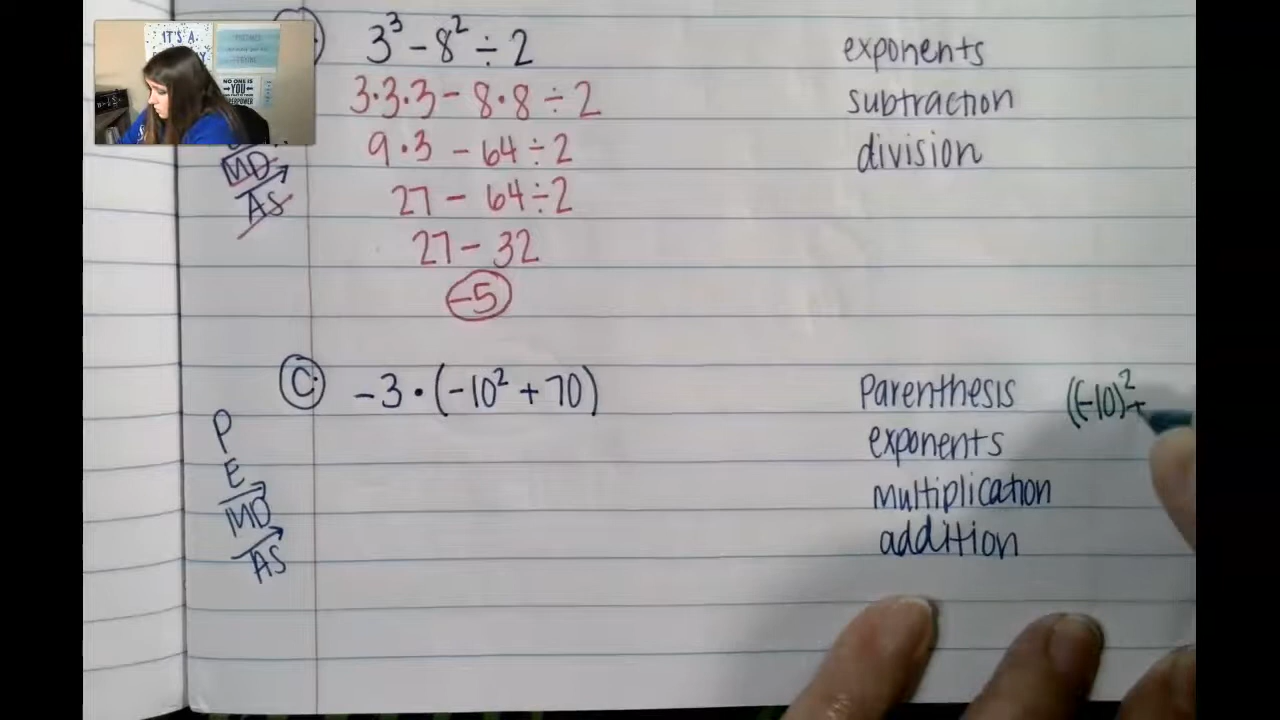 IT'S A
NO ONE IS
YOU
3³ - 8² ÷ 2
exponents
3·3·3 - 8·8 ÷ 2
subtraction
9·3 - 64 ÷ 2
division
MD
27 - 64 ÷ 2
AS
27 - 32
-5
C. -3 · (-10² + 70)
Parenthesis ((-10)² +
P
exponents
E
multiplication
MD
addition
AS